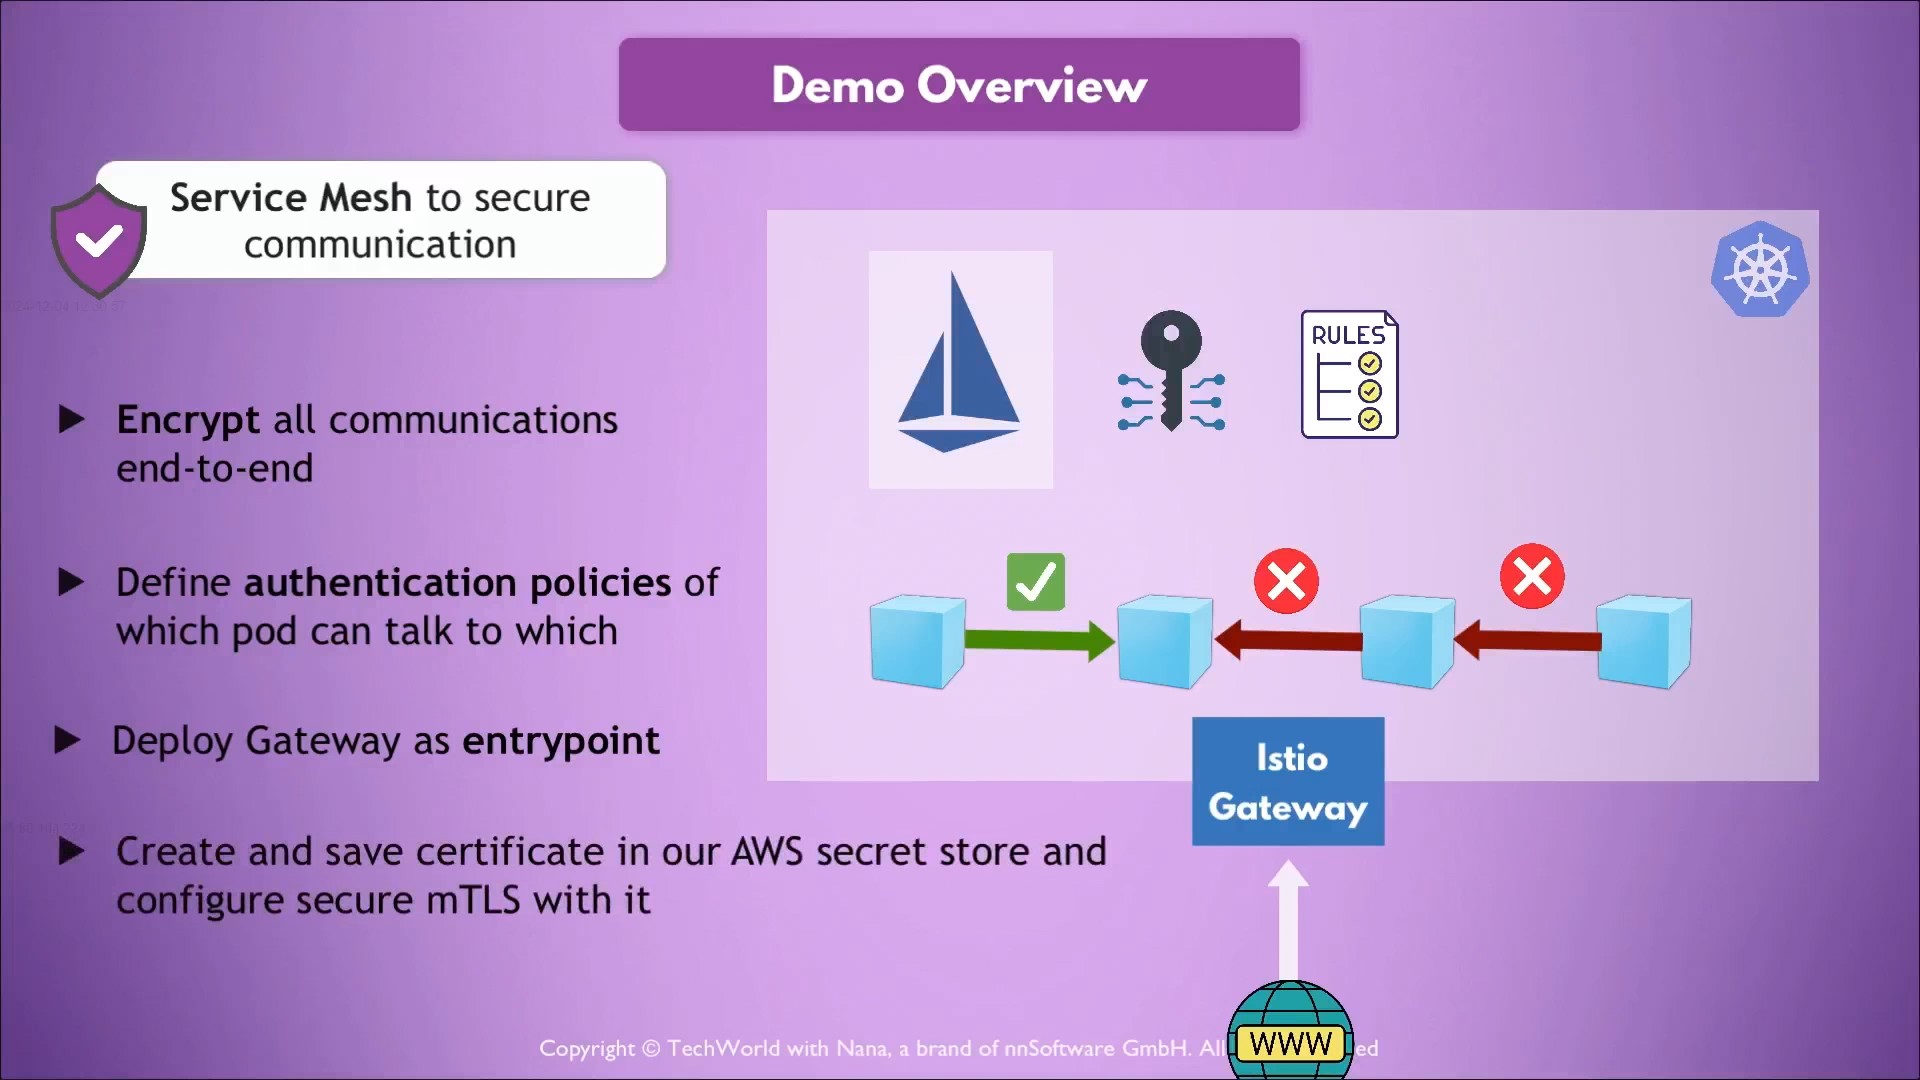 Demo Overview
Service Mesh to secure
communication
Encrypt all communications
end-to-end
Define authentication policies of
which pod can talk to which
Deploy Gateway as entrypoint
Create and save certificate in our AWS secret store and
configure secure mTLS with it
RULES
Istio
Gateway
WWW
Copyright © TechWorld with Nana, a brand of nnSoftware GmbH. All ed